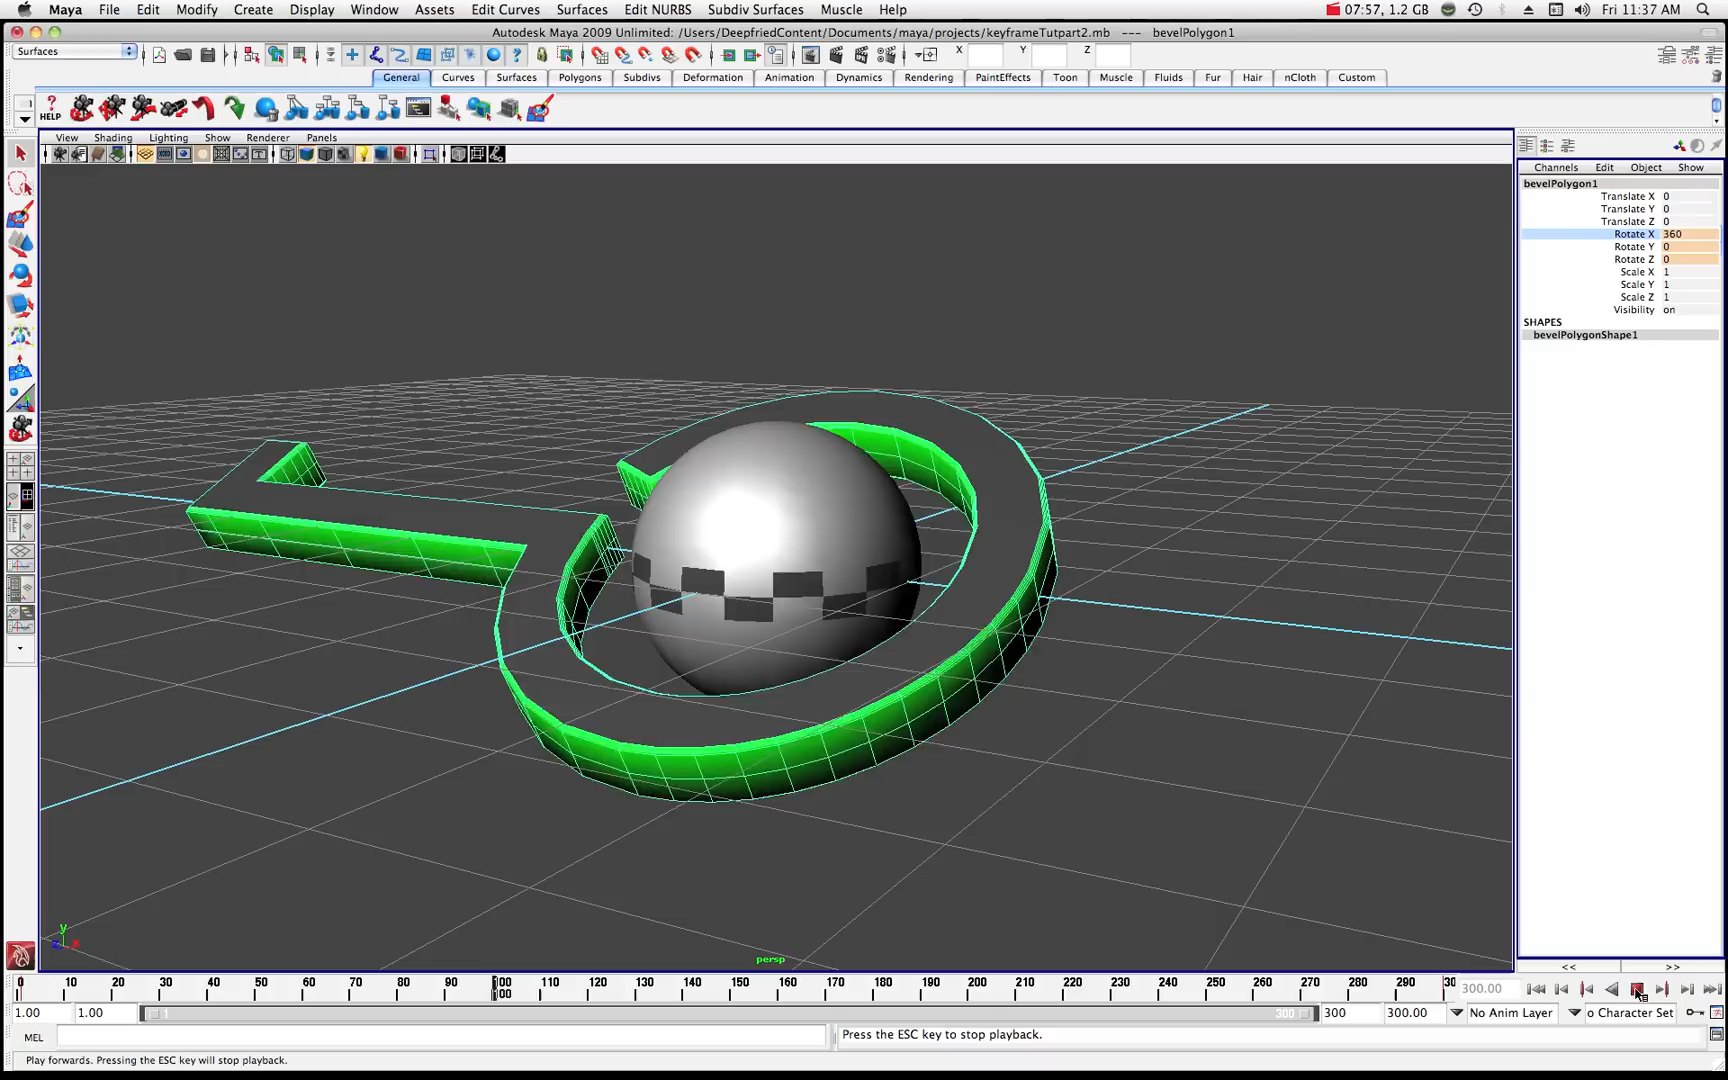 Maya File Edit Modify Create Display Window Assets Edit Curves Surfaces Edit NURBS Subdiv Surfaces Muscle Help 07:57, 1.2 GB Fri 11:37 AM
Autodesk Maya 2009 Unlimited: /Users/DeepfriedContent/Documents/maya/projects/keyframeTutpart2.mb --- bevelPolygon1
Surfaces X Y Z
General Curves Surfaces Polygons Subdivs Deformation Animation Dynamics Rendering PaintEffects Toon Muscle Fluids Fur Hair nCloth Custom
HELP
View Shading Lighting Show Renderer Panels
Channels Edit Object Show
bevelPolygon1
Translate X 0
Translate Y 0
Translate Z 0
Rotate X 360
Rotate Y 0
Rotate Z 0
Scale X 1
Scale Y 1
Scale Z 1
Visibility on
SHAPES
bevelPolygonShape1
y
z x
persp
<< >>
0 10 20 30 40 50 60 70 80 90 100 110 120 130 140 150 160 170 180 190 200 210 220 230 240 250 260 270 280 290 30 300.00
1.00 1.00 1 300 300 300.00 No Anim Layer o Character Set
MEL Press the ESC key to stop playback.
Play forwards. Pressing the ESC key will stop playback.